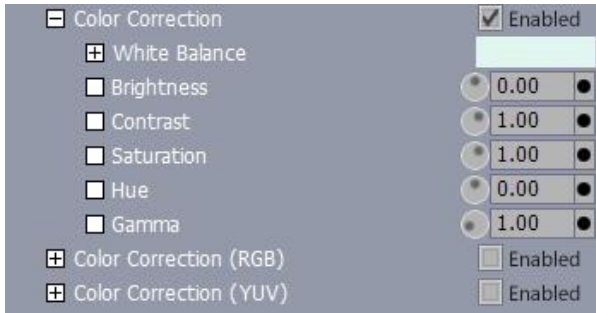 Color Correction Enabled
White Balance
Brightness 0.00
Contrast 1.00
Saturation 1.00
Hue 0.00
Gamma 1.00
Color Correction (RGB) Enabled
Color Correction (YUV) Enabled